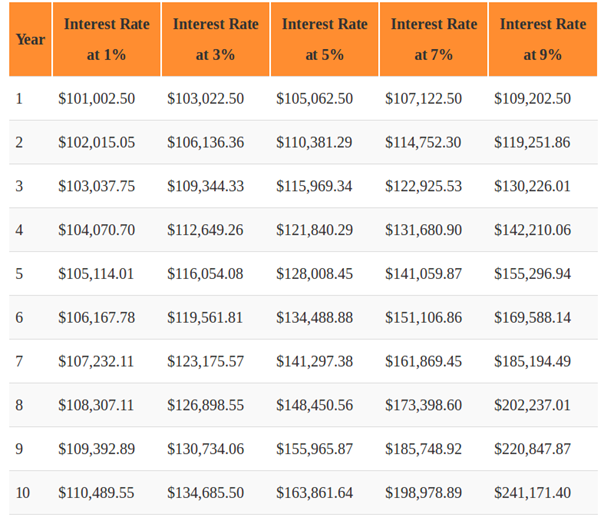 Year Interest Rate at 1% Interest Rate at 3% Interest Rate at 5% Interest Rate at 7% Interest Rate at 9%
1 $101,002.50 $103,022.50 $105,062.50 $107,122.50 $109,202.50
2 $102,015.05 $106,136.36 $110,381.29 $114,752.30 $119,251.86
3 $103,037.75 $109,344.33 $115,969.34 $122,925.53 $130,226.01
4 $104,070.70 $112,649.26 $121,840.29 $131,680.90 $142,210.06
5 $105,114.01 $116,054.08 $128,008.45 $141,059.87 $155,296.94
6 $106,167.78 $119,561.81 $134,488.88 $151,106.86 $169,588.14
7 $107,232.11 $123,175.57 $141,297.38 $161,869.45 $185,194.49
8 $108,307.11 $126,898.55 $148,450.56 $173,398.60 $202,237.01
9 $109,392.89 $130,734.06 $155,965.87 $185,748.92 $220,847.87
10 $110,489.55 $134,685.50 $163,861.64 $198,978.89 $241,171.40